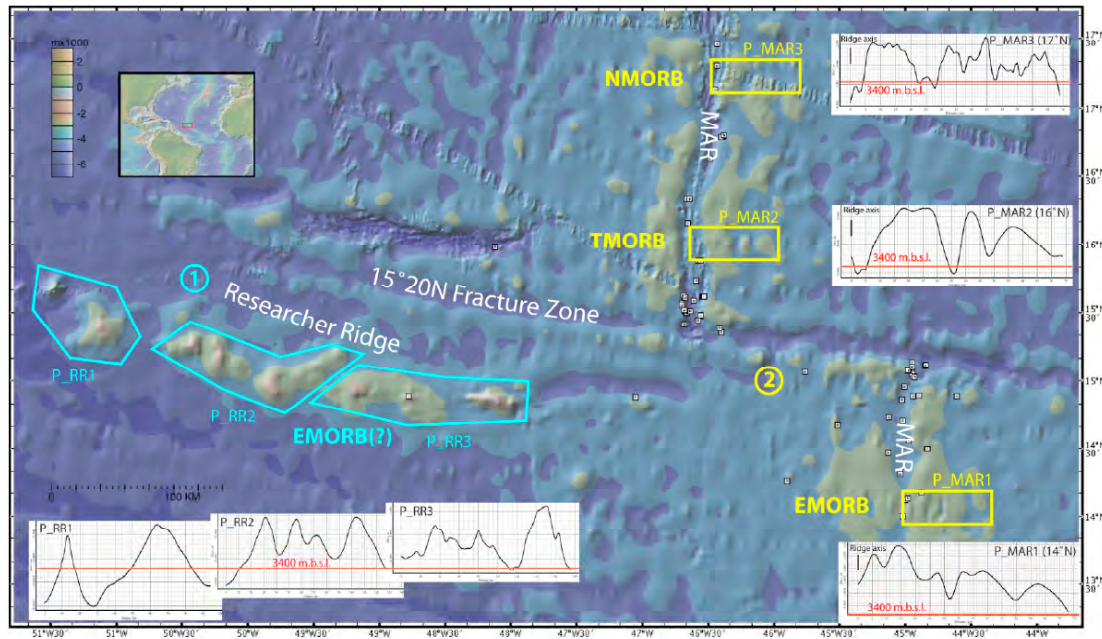 mx1000
2
0
-2
-4
-6
NMORB
P_MAR3
MAR
P_MAR3 (17°N)
Ridge axis
3400 m.b.s.l.
TMORB
P_MAR2
P_MAR2 (16°N)
Ridge axis
3400 m.b.s.l.
1
15°20N Fracture Zone
Researcher Ridge
P_RR1
P_RR2
P_RR3
EMORB(?)
2
MAR
EMORB
P_MAR1
P_MAR1 (14°N)
Ridge axis
3400 m.b.s.l.
0
100 KM
P_RR1
P_RR2
3400 m.b.s.l.
P_RR3
17°N
30'
17°N
16°N
30'
16°N
15°N
30'
15°N
14°N
30'
14°N
13°N
30'
51°W30'
51°W
50°W30'
50°W
49°W30'
49°W
48°W30'
48°W
47°W30'
47°W
46°W30'
46°W
45°W30'
45°W
44°W30'
44°W